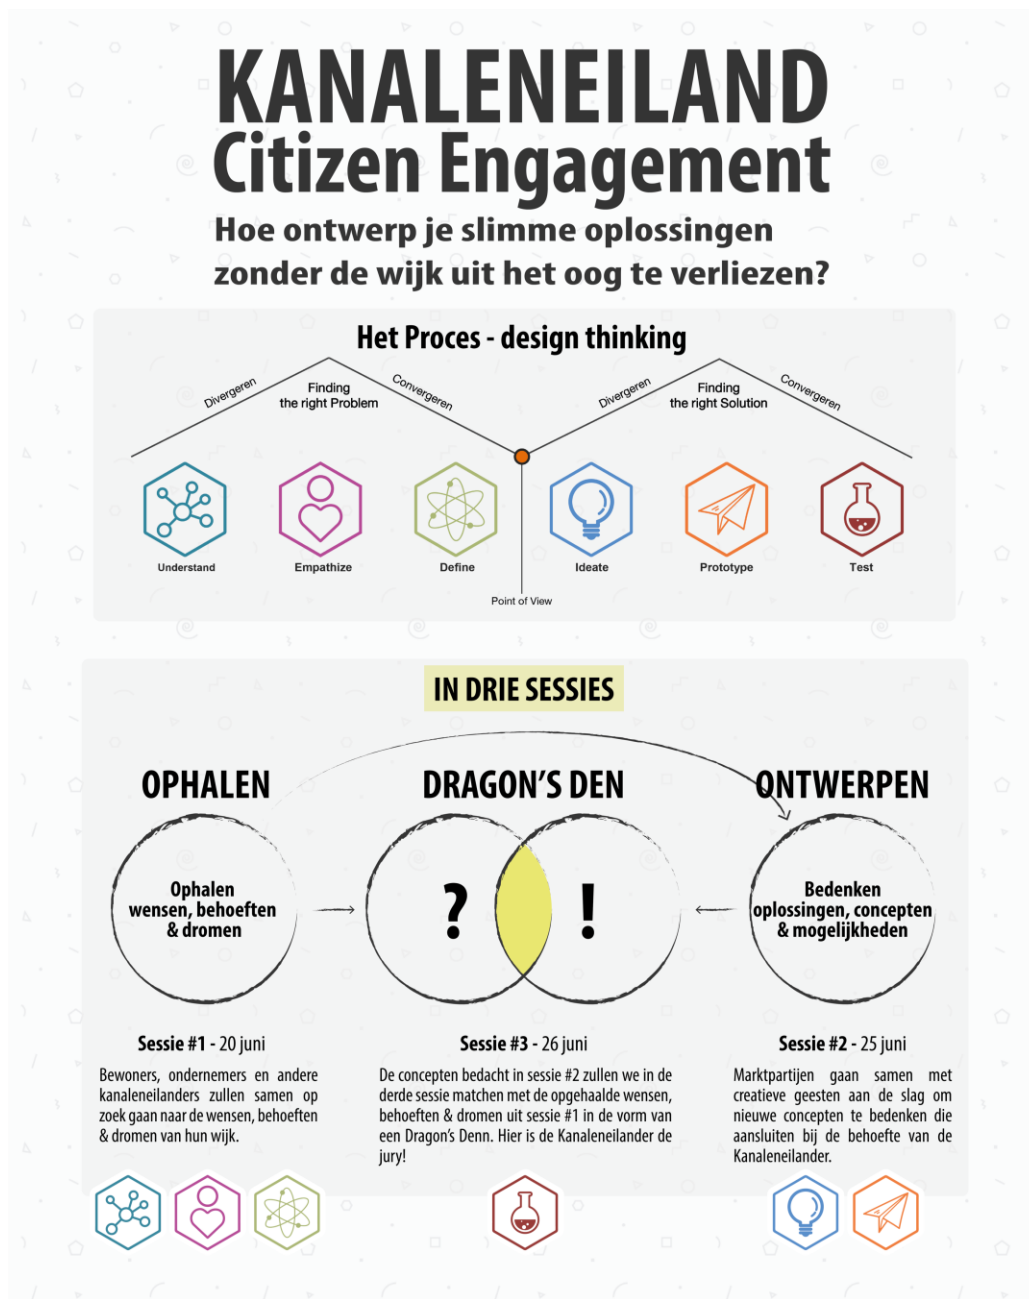 KANALENEILAND
Citizen Engagement
Hoe ontwerp je slimme oplossingen
zonder de wijk uit het oog te verliezen?
Het Proces - design thinking
Divergeren
Finding
the right Problem
Convergeren
Divergeren
Finding
the right Solution
Convergeren
Understand
Empathize
Define
Ideate
Prototype
Test
Point of View
IN DRIE SESSIES
OPHALEN
Ophalen
wensen, behoeften
& dromen
Sessie #1 - 20 juni
Bewoners, ondernemers en andere
kanaleneilanders zullen samen op
zoek gaan naar de wensen, behoeften
& dromen van hun wijk.
DRAGON'S DEN
? !
Sessie #3 - 26 juni
De concepten bedacht in sessie #2 zullen we in de
derde sessie matchen met de opgehaalde wensen,
behoeften & dromen uit sessie #1 in de vorm van
een Dragon's Denn. Hier is de Kanaleneilander de
jury!
ONTWERPEN
Bedenken
oplossingen, concepten
& mogelijkheden
Sessie #2 - 25 juni
Marktpartijen gaan samen met
creatieve geesten aan de slag om
nieuwe concepten te bedenken die
aansluiten bij de behoefte van de
Kanaleneilander.